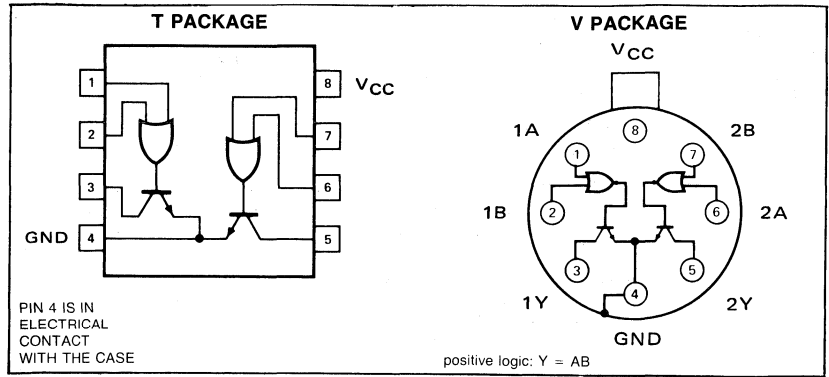 T PACKAGE
1
2
3
GND 4
8 VCC
7
6
5
PIN 4 IS IN
ELECTRICAL
CONTACT
WITH THE CASE
V PACKAGE
VCC
8
1A
2B
1
7
1B
2
6
2A
3
5
1Y
4
2Y
GND
positive logic: Y = AB